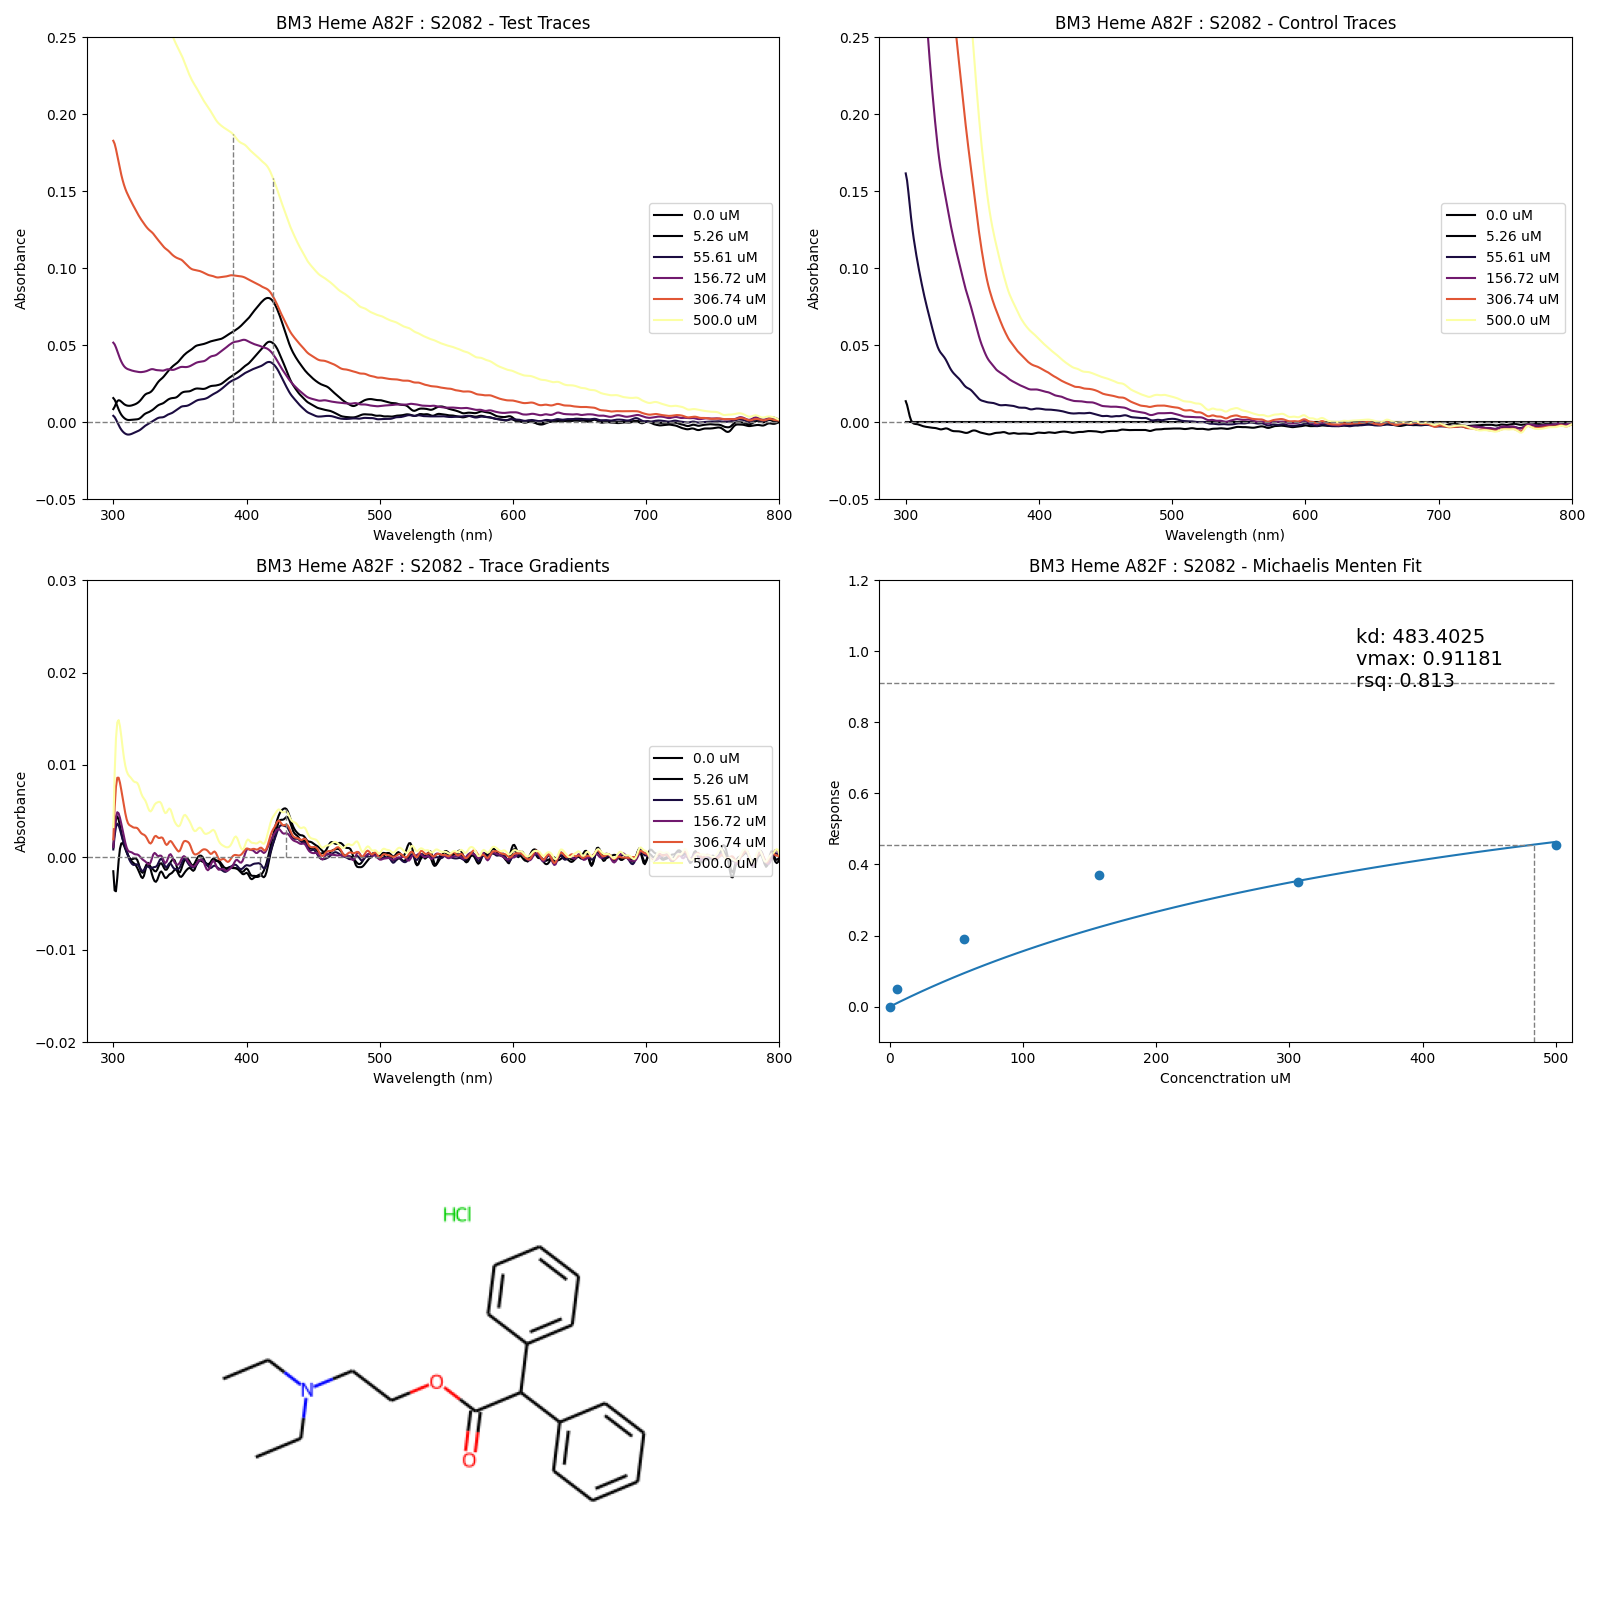 BM3 Heme A82F : S2082 - Test Traces
0.25
0.20
0.15
0.10
0.05
0.00
−0.05
Absorbance
300
400
500
600
700
800
Wavelength (nm)
0.0 uM
5.26 uM
55.61 uM
156.72 uM
306.74 uM
500.0 uM
BM3 Heme A82F : S2082 - Control Traces
0.25
0.20
0.15
0.10
0.05
0.00
−0.05
Absorbance
300
400
500
600
700
800
Wavelength (nm)
0.0 uM
5.26 uM
55.61 uM
156.72 uM
306.74 uM
500.0 uM
BM3 Heme A82F : S2082 - Trace Gradients
0.03
0.02
0.01
0.00
−0.01
−0.02
Absorbance
300
400
500
600
700
800
Wavelength (nm)
0.0 uM
5.26 uM
55.61 uM
156.72 uM
306.74 uM
500.0 uM
BM3 Heme A82F : S2082 - Michaelis Menten Fit
1.2
1.0
0.8
0.6
0.4
0.2
0.0
Response
kd: 483.4025
vmax: 0.91181
rsq: 0.813
0
100
200
300
400
500
Concenctration uM
HCl
N
O
O